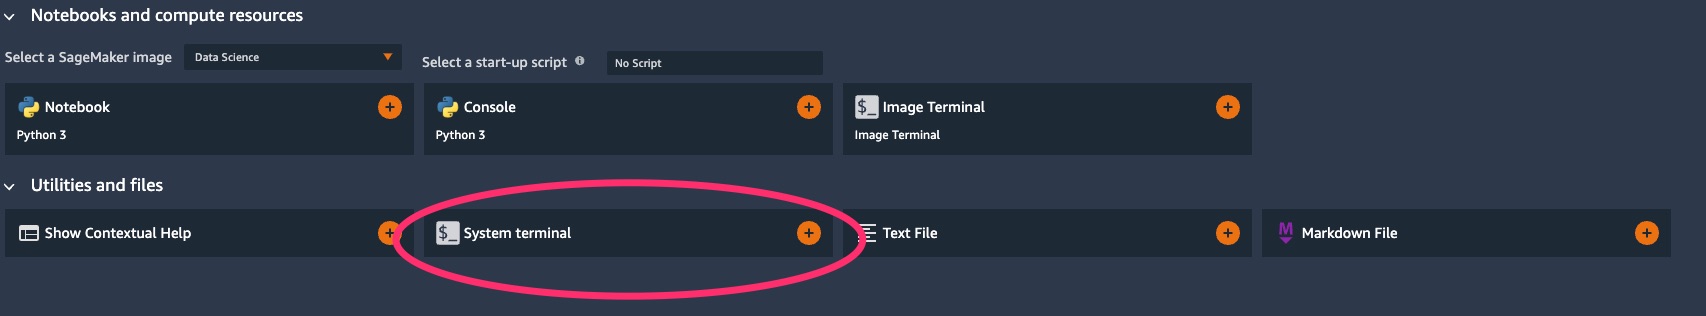 Notebooks and compute resources
Select a SageMaker image Data Science Select a start-up script No Script
Notebook Console $_ Image Terminal
Python 3 Python 3 Image Terminal
Utilities and files
Show Contextual Help $_ System terminal Text File M Markdown File